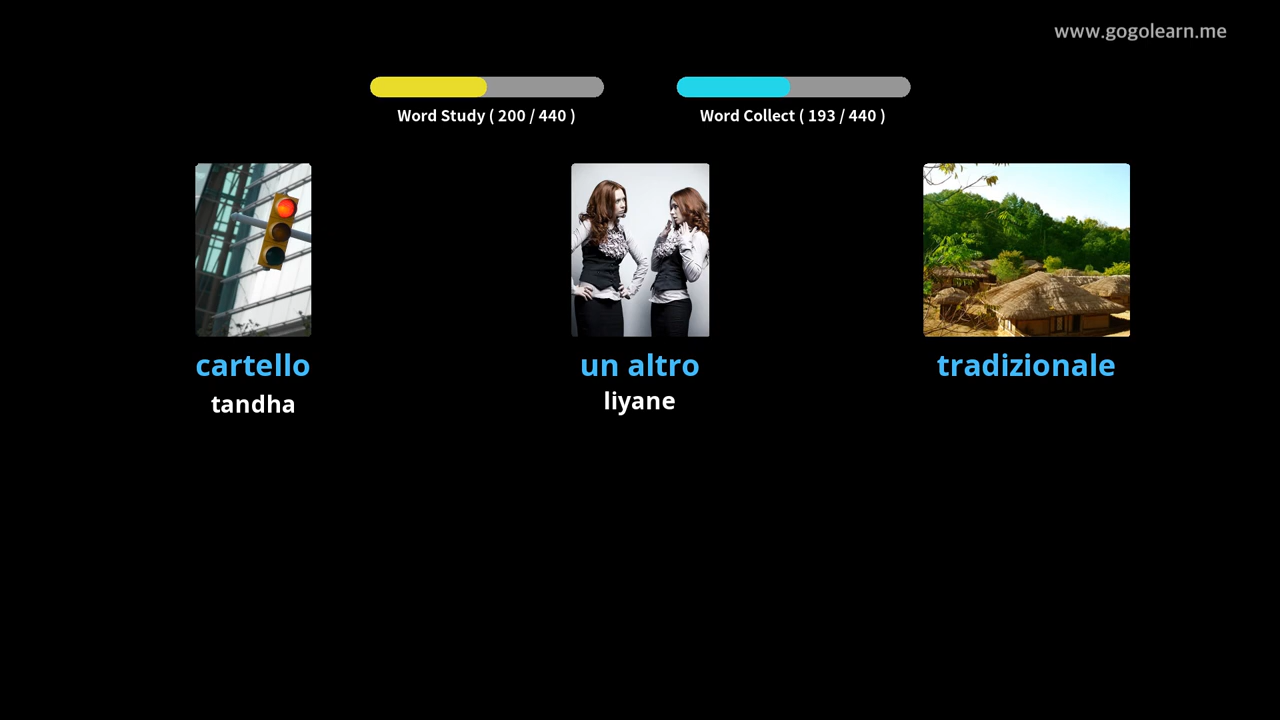 www.gogolearn.me
Word Study ( 200 / 440 )
Word Collect ( 193 / 440 )
cartello
tandha
un altro
liyane
tradizionale